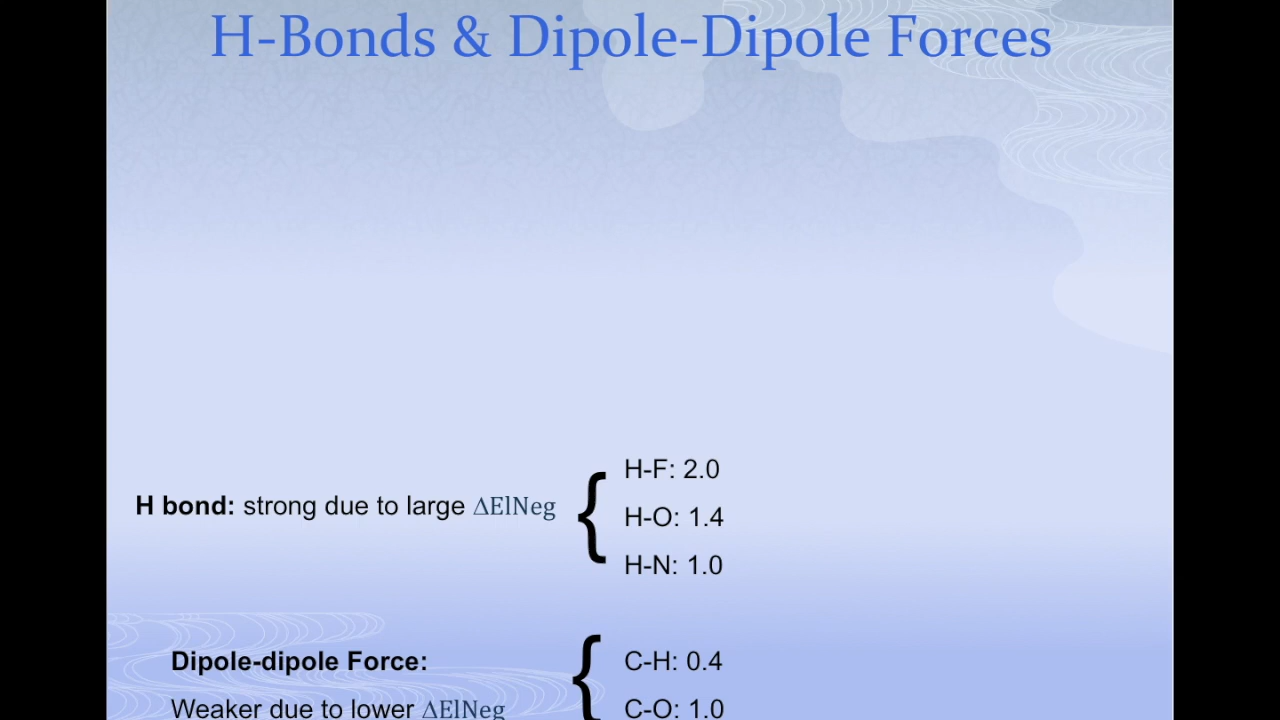 H-Bonds & Dipole-Dipole Forces
H-F: 2.0
H bond: strong due to large ΔElNeg {
H-O: 1.4
H-N: 1.0
Dipole-dipole Force: { C-H: 0.4
Weaker due to lower ΔElNeg C-O: 1.0